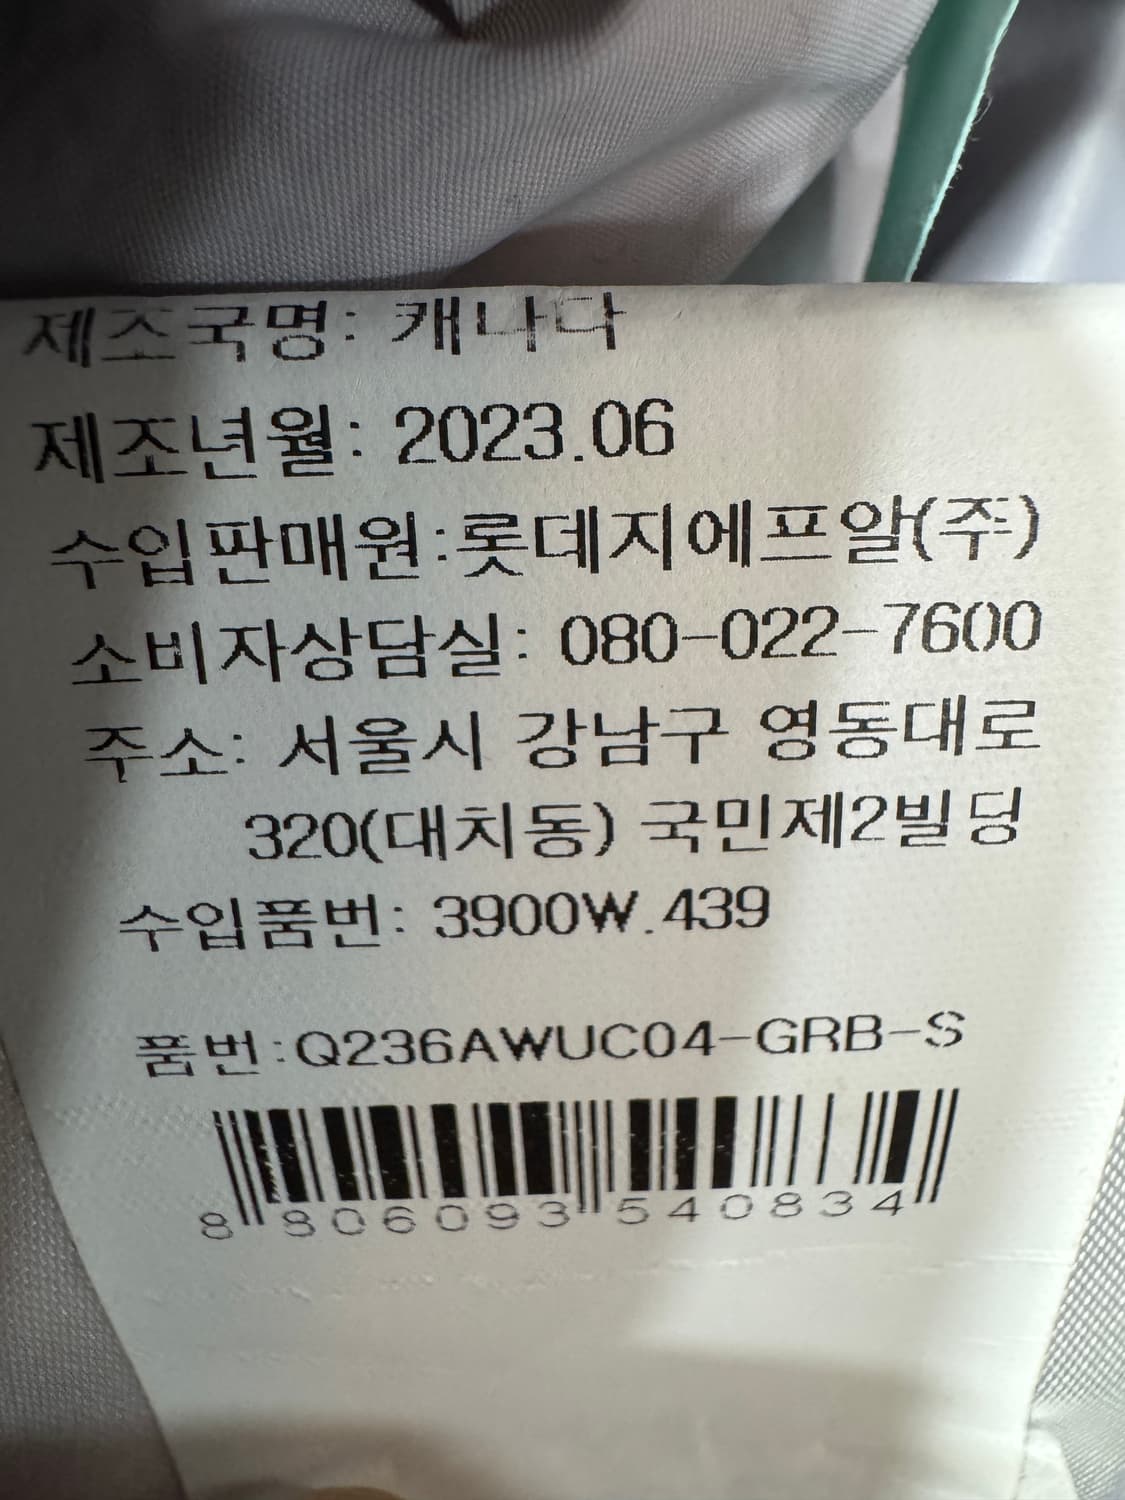 제조국명: 캐나다
제조년월: 2023.06
수입판매원:롯데지에프알(주)
소비자상담실: 080-022-7600
주소: 서울시 강남구 영동대로
320(대치동) 국민제2빌딩
수입품번: 3900W.439
품번:Q236AWUC04-GRB-S
8 806093 540834